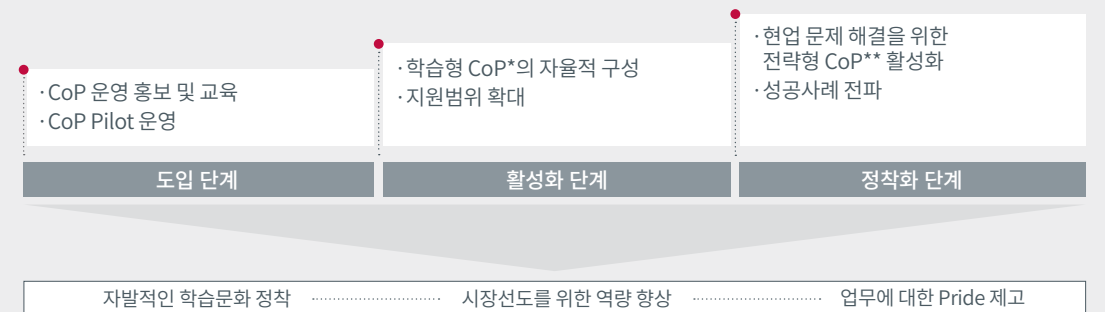 ·CoP 운영 홍보 및 교육
·CoP Pilot 운영
·학습형 CoP*의 자율적 구성
·지원범위 확대
·현업 문제 해결을 위한
전략형 CoP** 활성화
·성공사례 전파
도입 단계
활성화 단계
정착화 단계
자발적인 학습문화 정착
시장선도를 위한 역량 향상
업무에 대한 Pride 제고